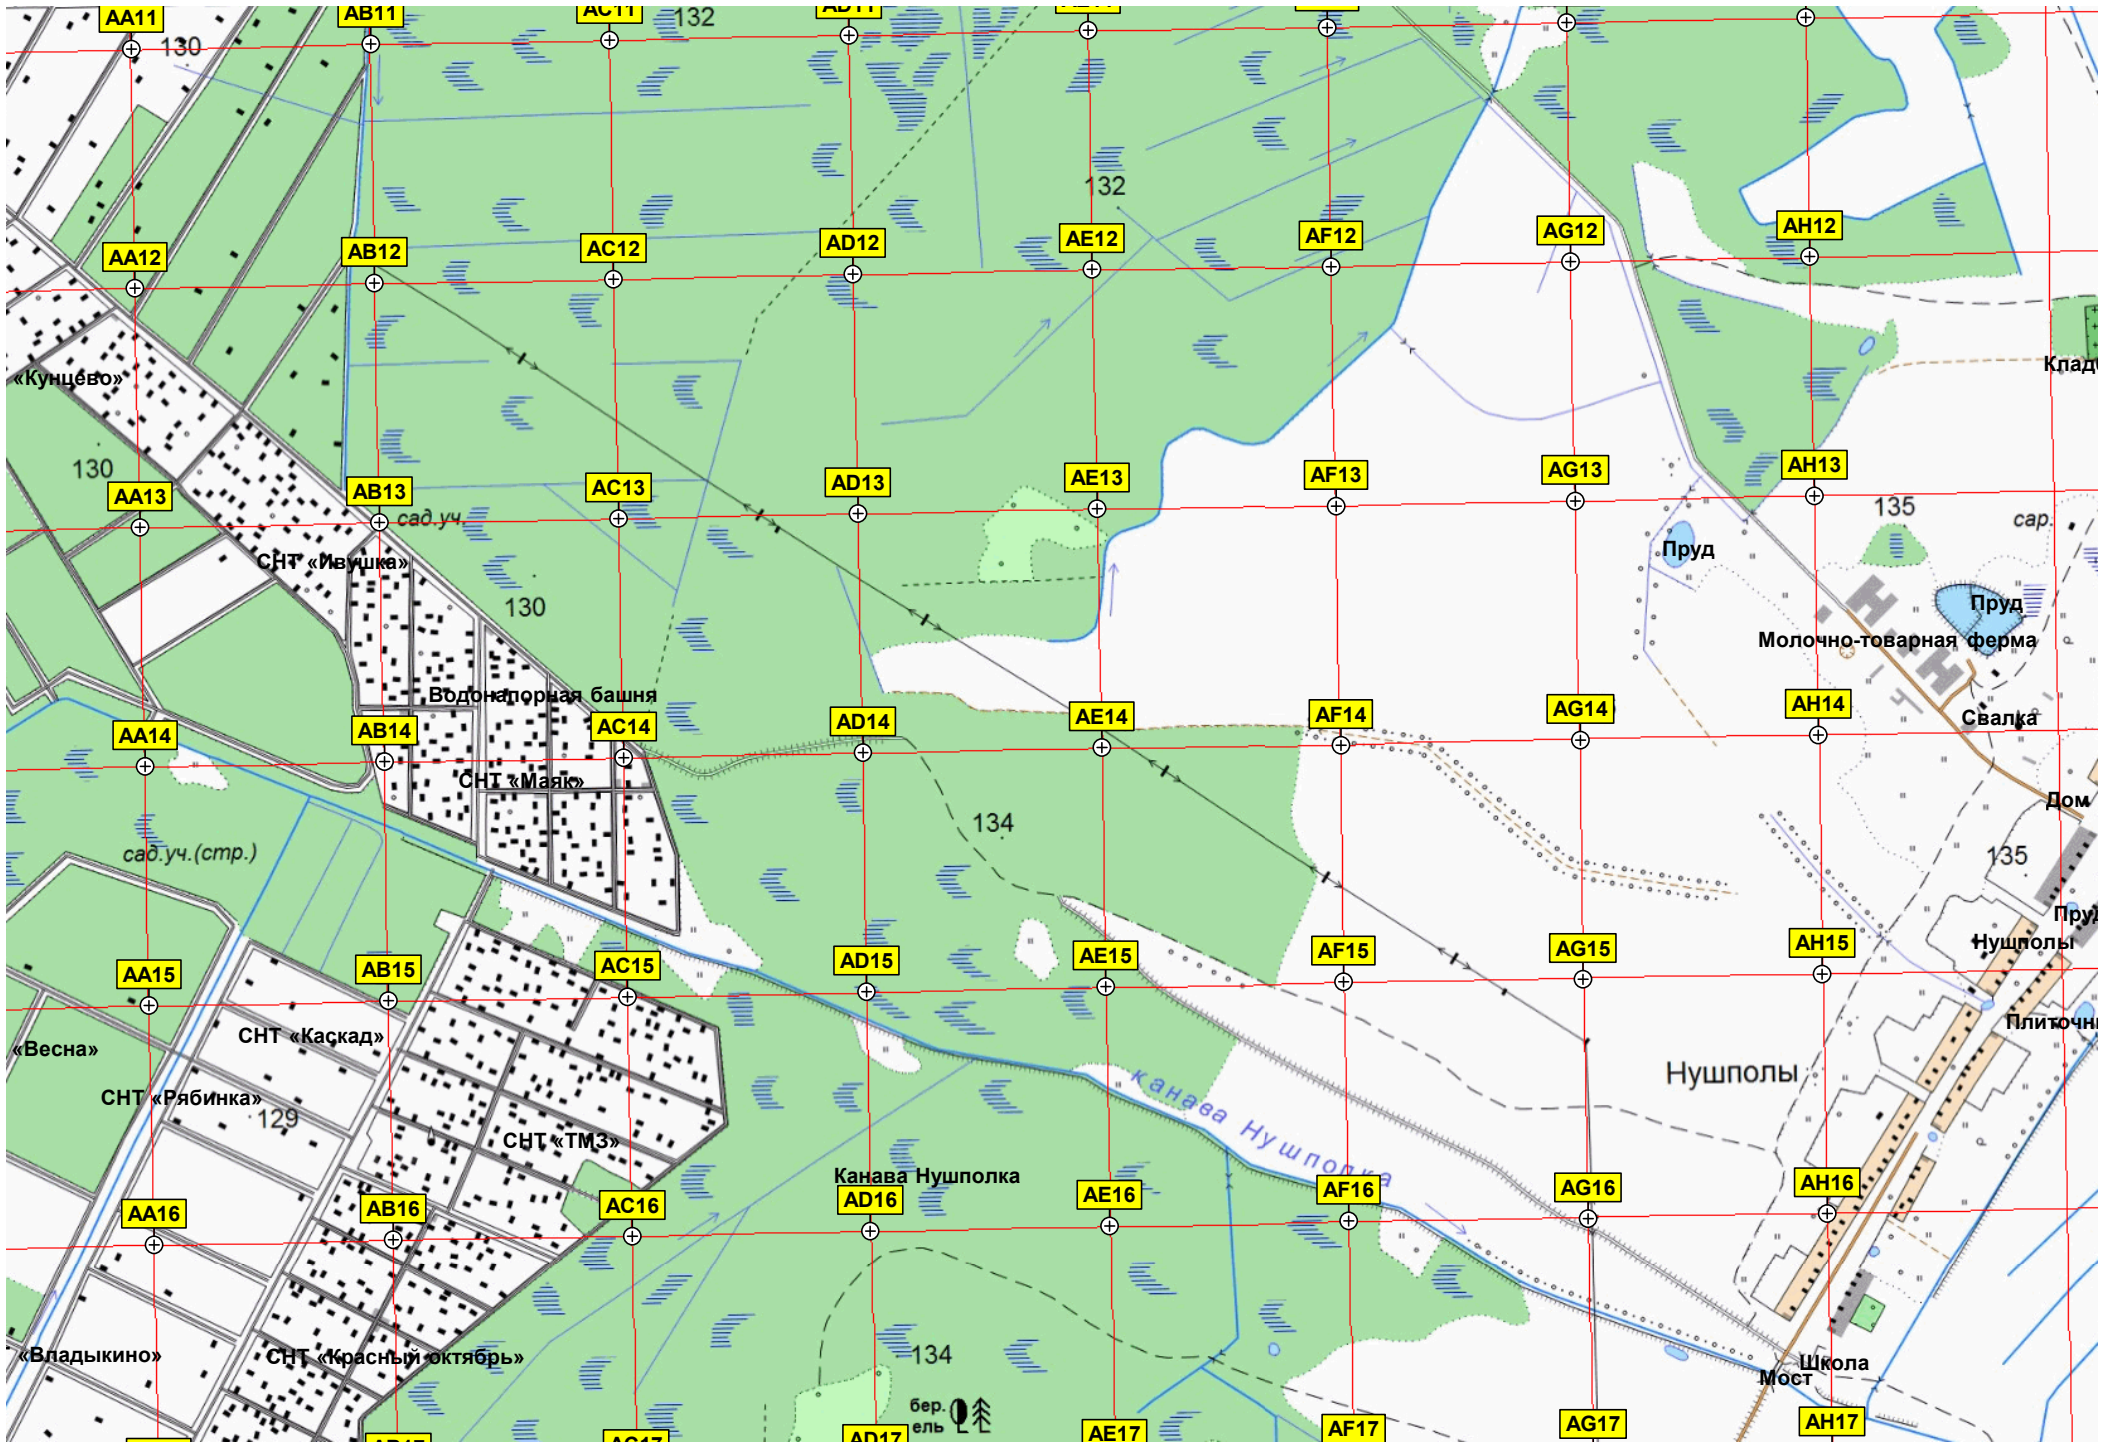 AA11
AB11
AC11
132
130
132
AA12
AB12
AC12
AD12
AE12
AF12
AG12
AH12
«Кунцево»
130
AA13
AB13
AC13
AD13
AE13
AF13
AG13
AH13
сад.уч.
135
сар.
СНТ «Ивушка»
Пруд
130
Пруд
Молочно-товарная ферма
Водонапорная башня
AA14
AB14
AC14
AD14
AE14
AF14
AG14
AH14
Свалка
СНТ «Маяк»
Дом
134
сад.уч.(стр.)
135
Нушполы
AA15
AB15
AC15
AD15
AE15
AF15
AG15
AH15
СНТ «Каскад»
«Весна»
Нушполы
СНТ «Рябинка»
129
канава Нушполка
СНТ «ТМЗ»
Канава Нушполка
AA16
AB16
AC16
AD16
AE16
AF16
AG16
AH16
«Владыкино»
СНТ «Красный октябрь»
134
Школа
Мост
бер.
ель
AD17
AE17
AF17
AG17
AH17